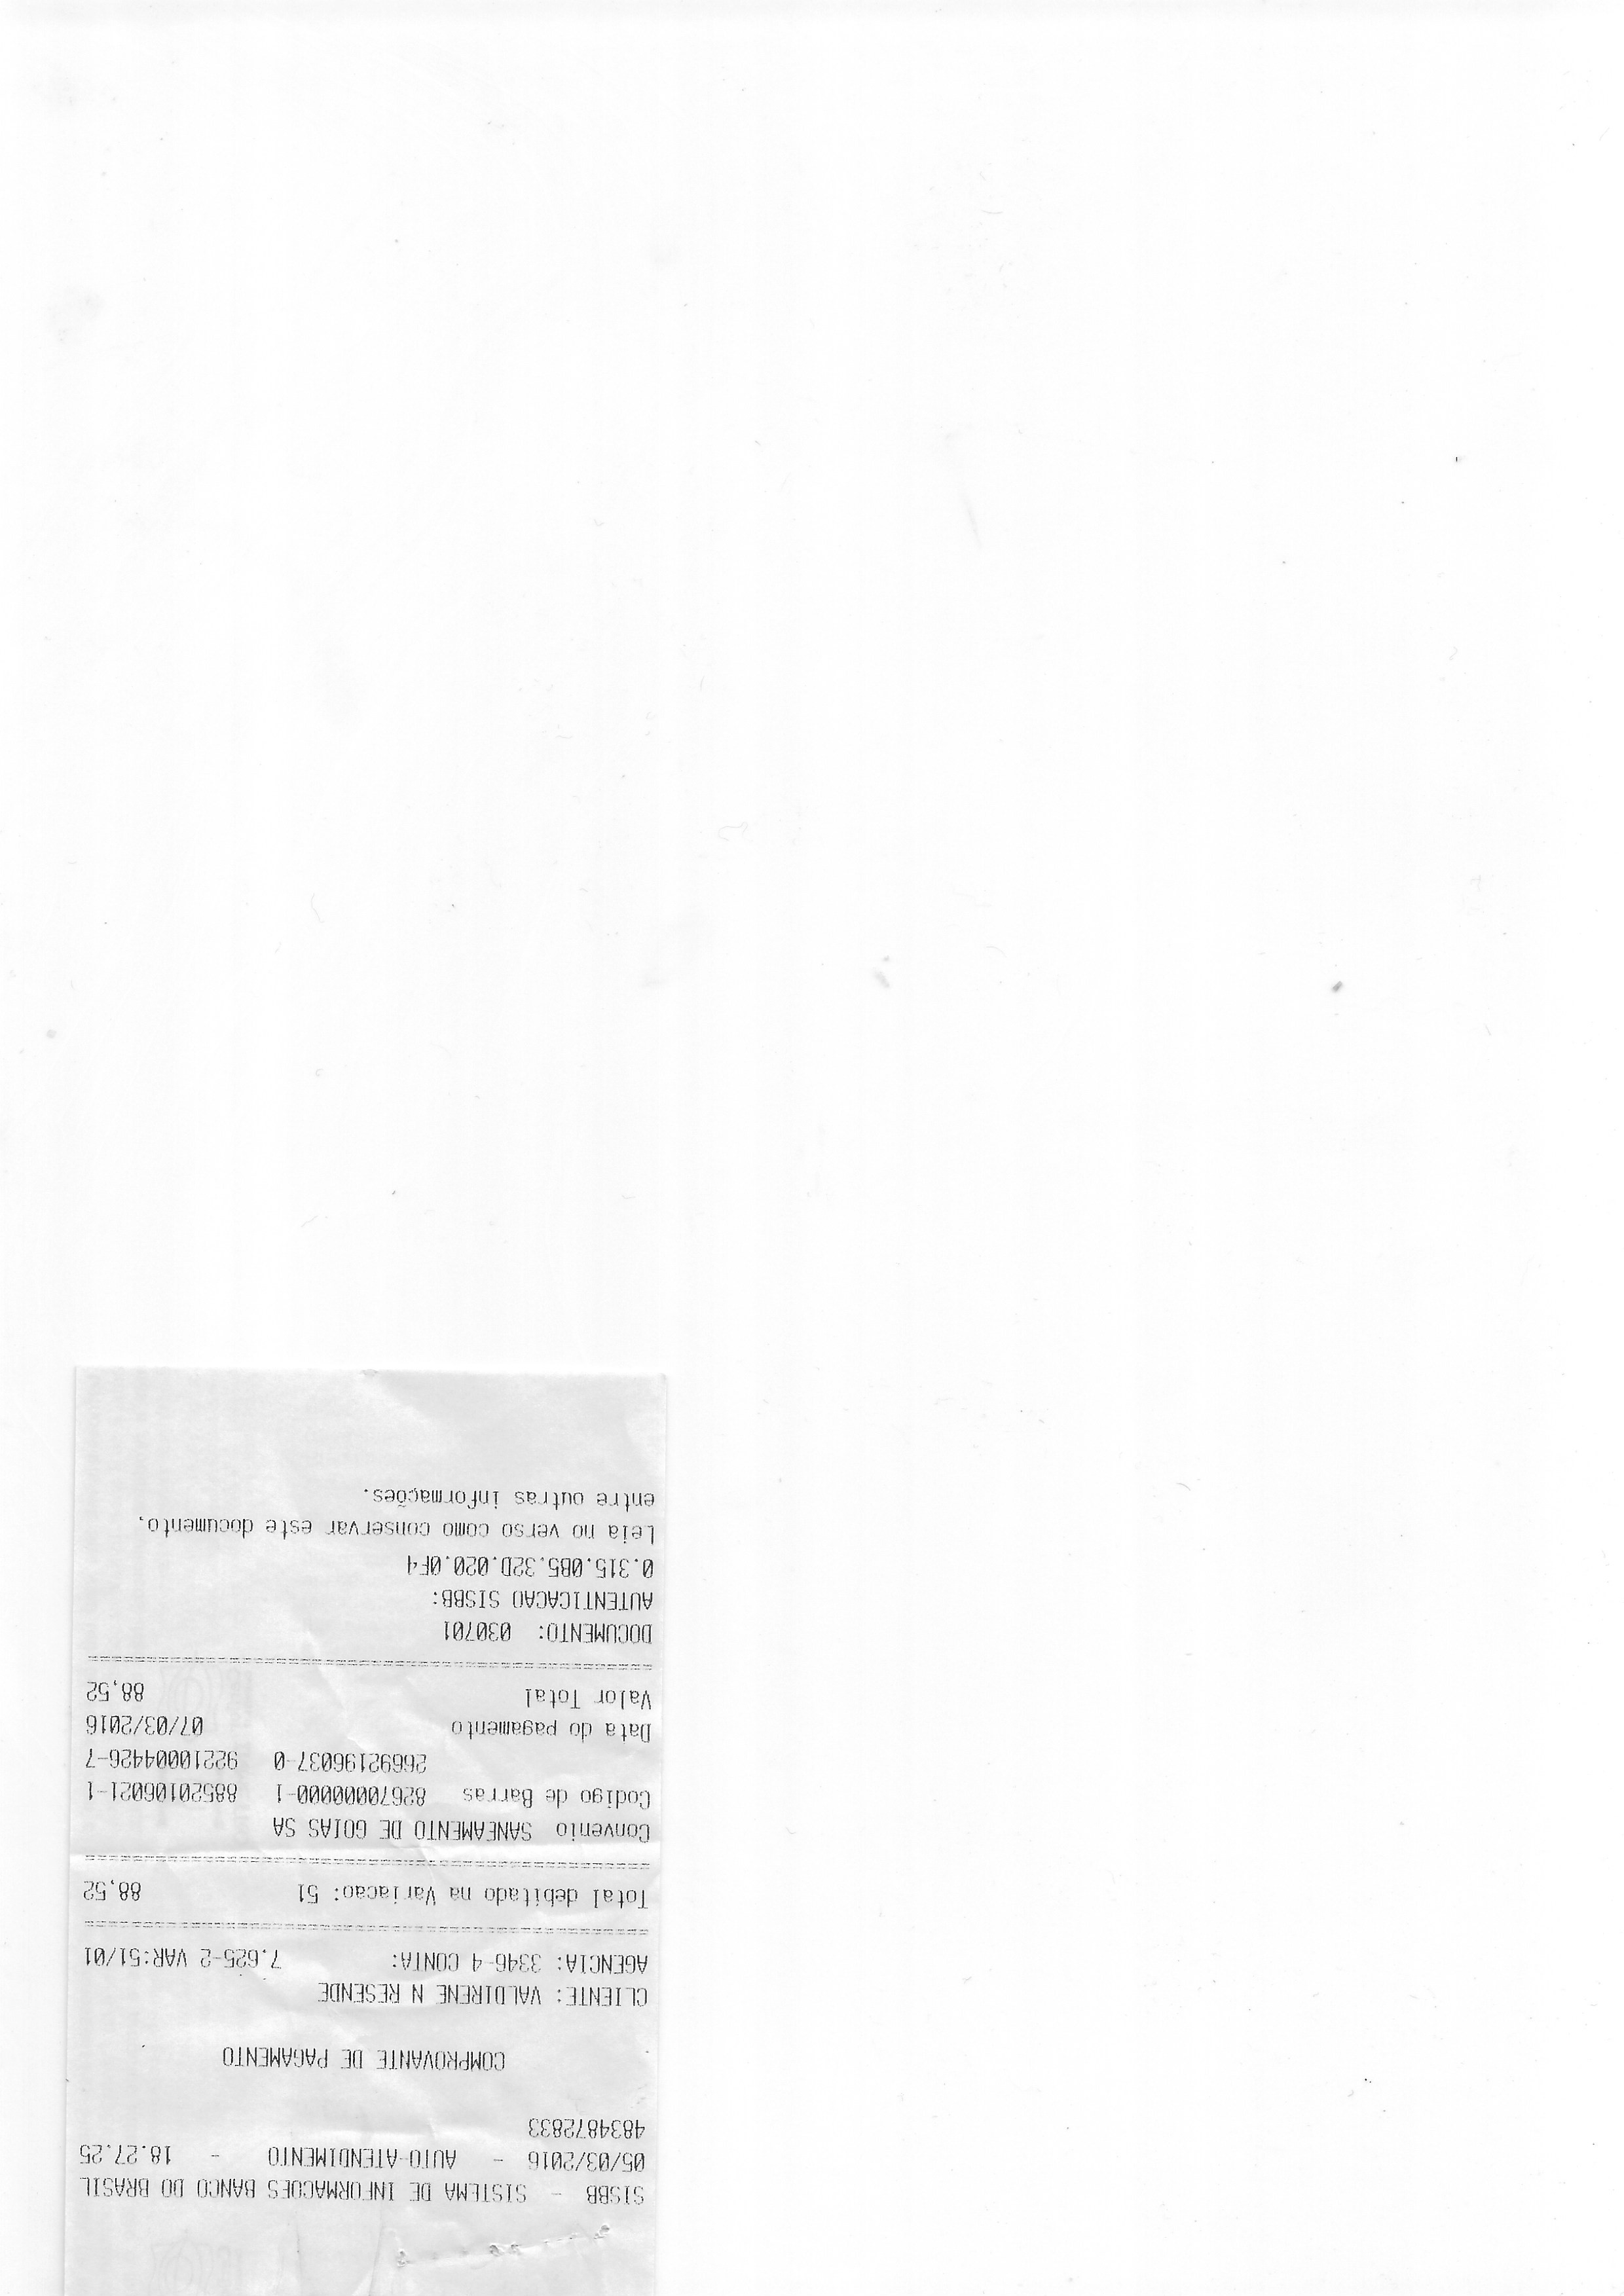 SISBB - SISTEMA DE INFORMACOES BANCO DO BRASIL
05/03/2016 - AUTO-ATENDIMENTO - 18.27.25
4834872833
COMPROVANTE DE PAGAMENTO
CLIENTE: VALDIRENE N RESENDE
AGENCIA: 3346-4 CONTA: 7.625-2 VAR:51/01
================================================
Total debitado na Variacao: 51 88,52
================================================
Convenio SANEAMENTO DE GOIAS SA
Codigo de Barras 82670000000-1 88520106021-1
26692196037-0 92210004426-7
Data do pagamento 07/03/2016
Valor Total 88,52
================================================
DOCUMENTO: 030701
AUTENTICACAO SISBB:
0.315.0B5.32D.020.0F4
Leia no verso como conservar este documento,
entre outras informações.